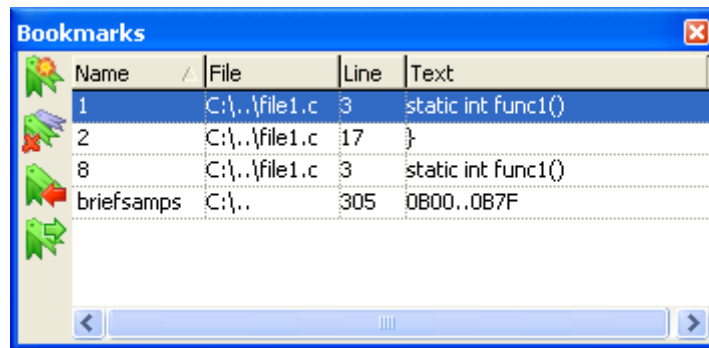 Bookmarks
Name File Line Text
1 C:\..\file1.c 3 static int func1()
2 C:\..\file1.c 17 }
8 C:\..\file1.c 3 static int func1()
briefsamps C:\.. 305 0B00..0B7F